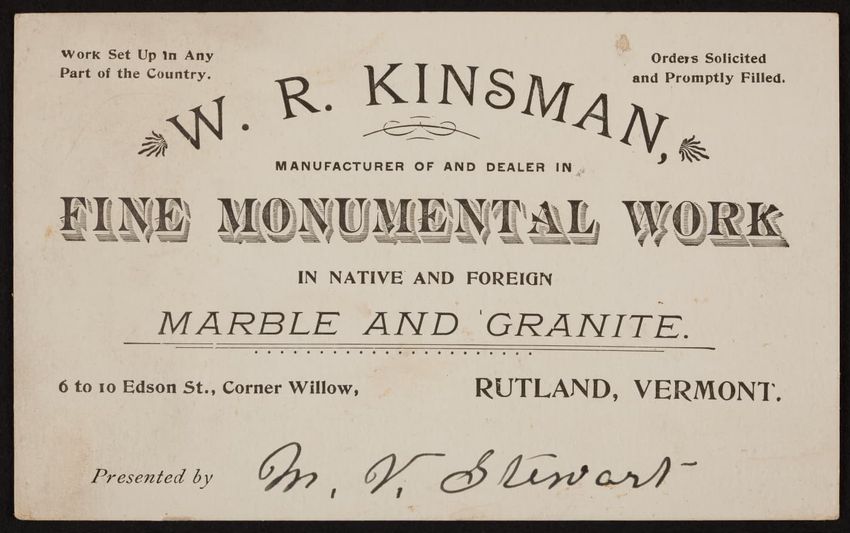 Work Set Up in Any
Part of the Country.
Orders Solicited
and Promptly Filled.
W. R. KINSMAN,
MANUFACTURER OF AND DEALER IN
FINE MONUMENTAL WORK
IN NATIVE AND FOREIGN
MARBLE AND GRANITE.
6 to 10 Edson St., Corner Willow,
RUTLAND, VERMONT.
Presented by M. V. Stewart